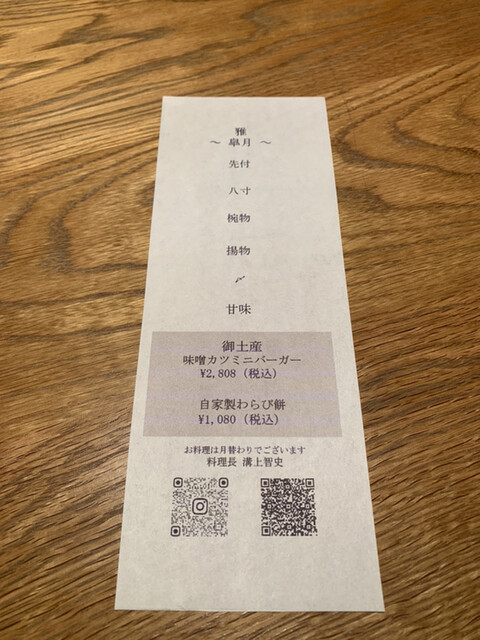 雅
～ 皐月 ～
先付
八寸
椀物
揚物
〆
甘味
御土産
味噌カツミニバーガー
¥2,808（税込）
自家製わらび餅
¥1,080（税込）
お料理は月替わりでございます
料理長 溝上智史